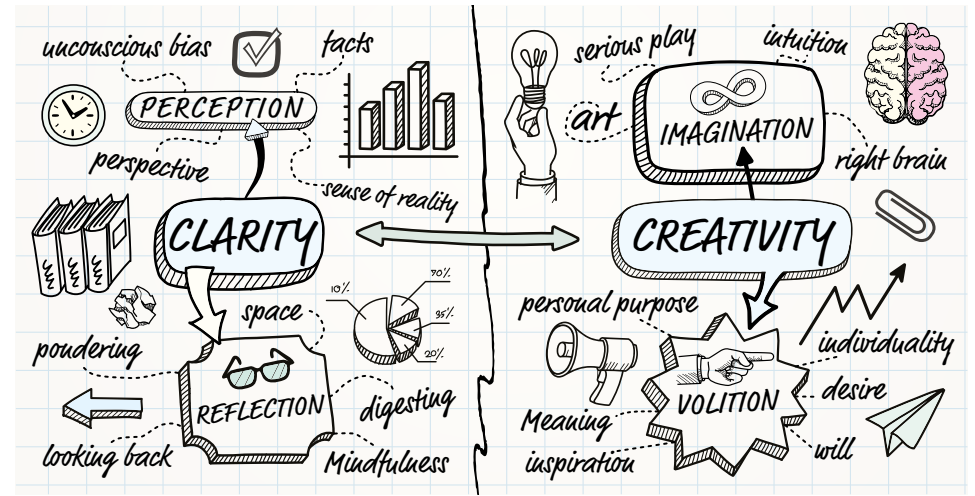 unconscious bias
facts
PERCEPTION
perspective
sense of reality
CLARITY
space
10%
70%
35%
20%
pondering
REFLECTION
digesting
looking back
Mindfulness
serious play
intuition
art
IMAGINATION
right brain
CREATIVITY
personal purpose
individuality
VOLITION
desire
Meaning
will
inspiration